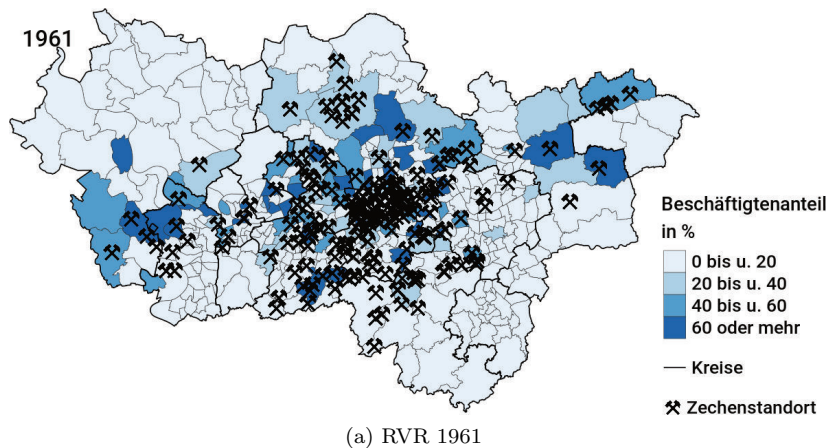 1961
Beschäftigtenanteil
in %
0 bis u. 20
20 bis u. 40
40 bis u. 60
60 oder mehr
Kreise
Zechenstandort
(a) RVR 1961